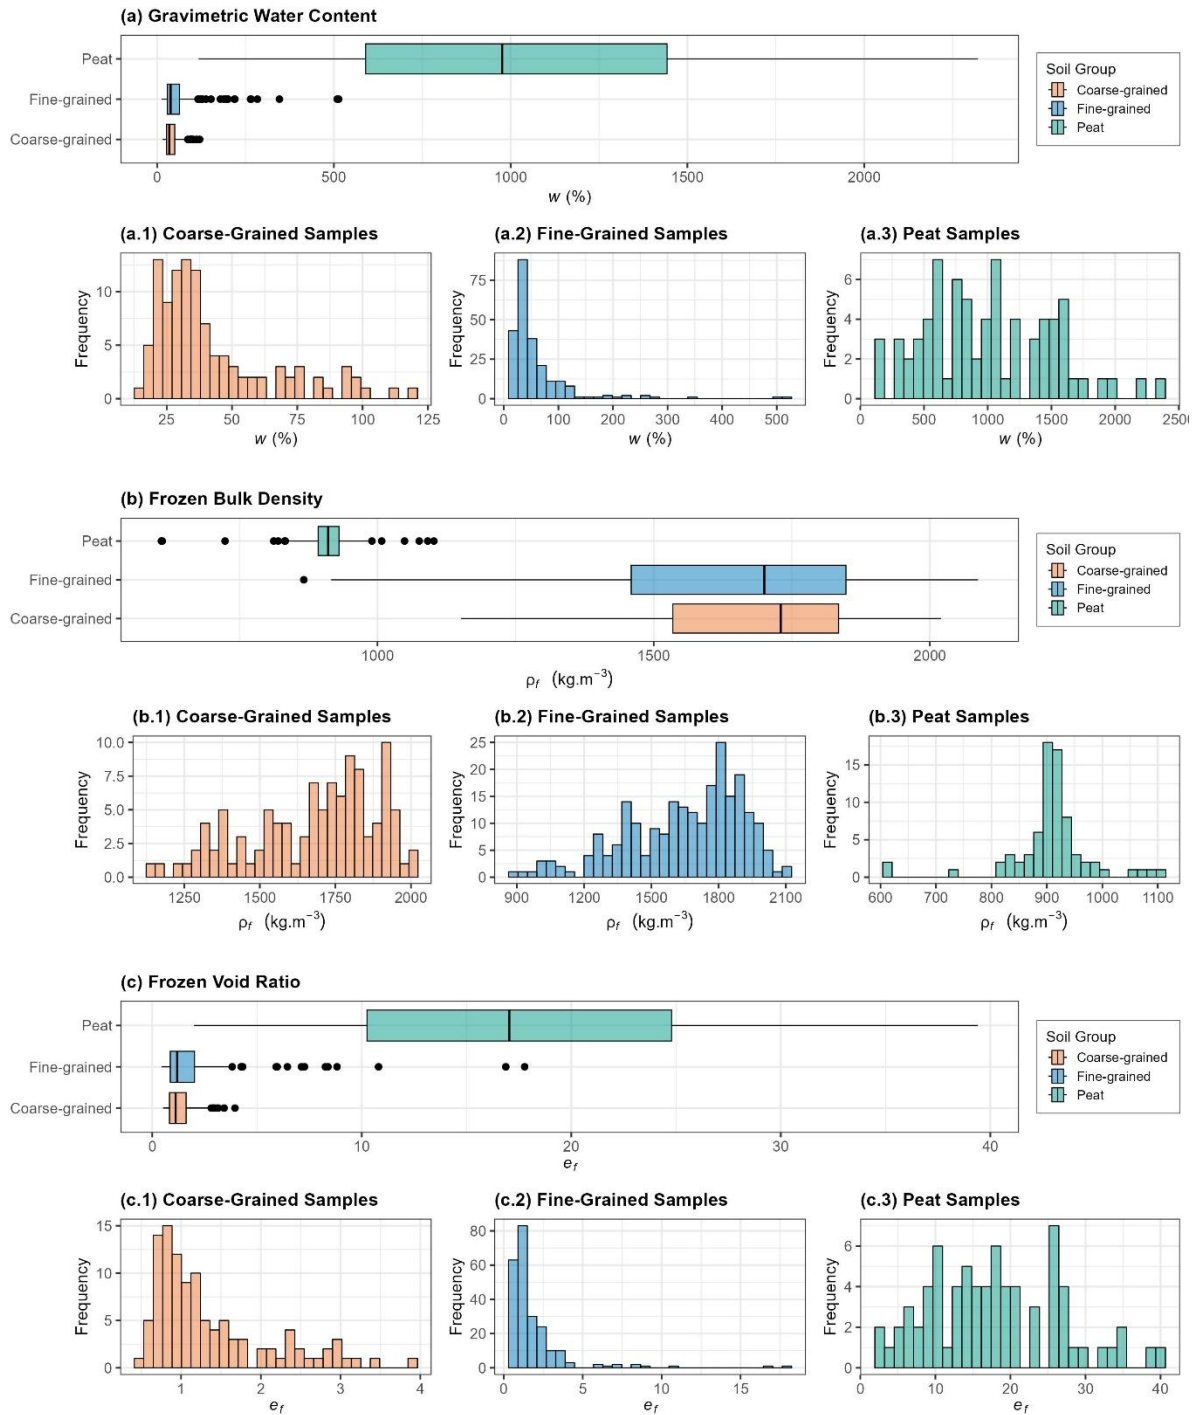 (a) Gravimetric Water Content
Peat
Fine-grained
Coarse-grained
0 500 1000 1500 2000
w (%)
Soil Group
Coarse-grained
Fine-grained
Peat
(a.1) Coarse-Grained Samples
Frequency
10
5
0
25 50 75 100 125
w (%)
(a.2) Fine-Grained Samples
Frequency
75
50
25
0
0 100 200 300 400 500
w (%)
(a.3) Peat Samples
Frequency
6
4
2
0
0 500 1000 1500 2000 2500
w (%)
(b) Frozen Bulk Density
Peat
Fine-grained
Coarse-grained
1000 1500 2000
ρf (kg.m−3)
Soil Group
Coarse-grained
Fine-grained
Peat
(b.1) Coarse-Grained Samples
Frequency
10.0
7.5
5.0
2.5
0.0
1250 1500 1750 2000
ρf (kg.m−3)
(b.2) Fine-Grained Samples
Frequency
25
20
15
10
5
0
900 1200 1500 1800 2100
ρf (kg.m−3)
(b.3) Peat Samples
Frequency
15
10
5
0
600 700 800 900 1000 1100
ρf (kg.m−3)
(c) Frozen Void Ratio
Peat
Fine-grained
Coarse-grained
0 10 20 30 40
ef
Soil Group
Coarse-grained
Fine-grained
Peat
(c.1) Coarse-Grained Samples
Frequency
15
10
5
0
1 2 3 4
ef
(c.2) Fine-Grained Samples
Frequency
80
60
40
20
0
0 5 10 15
ef
(c.3) Peat Samples
Frequency
6
4
2
0
0 10 20 30 40
ef